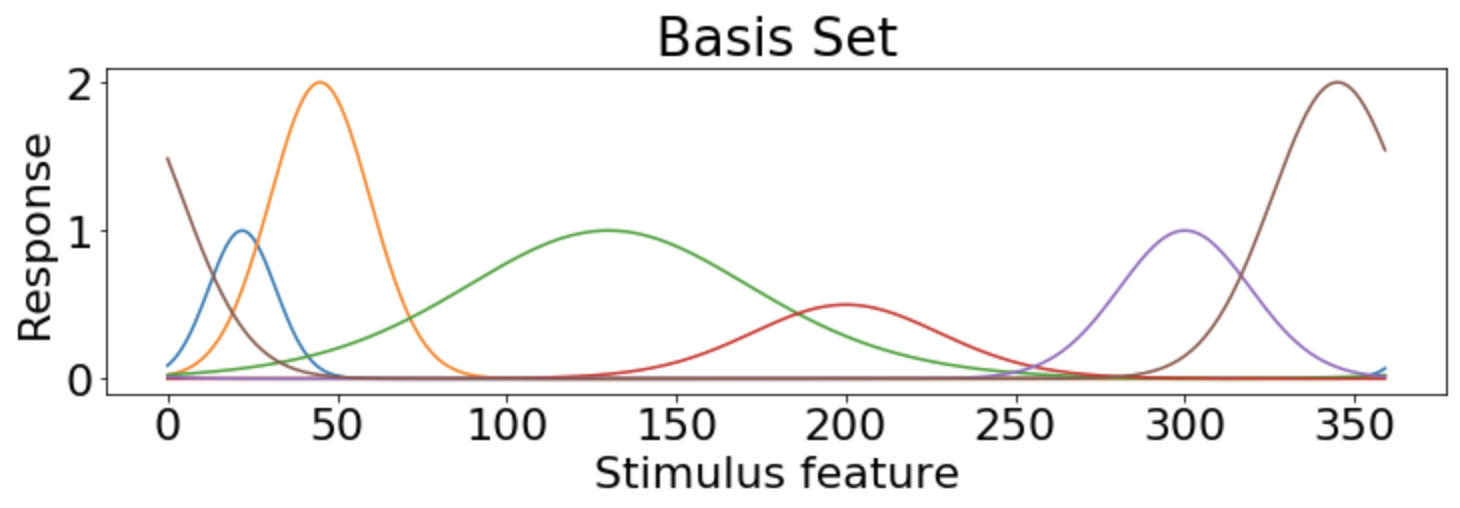 Basis Set
2
1
0
Response
0 50 100 150 200 250 300 350
Stimulus feature